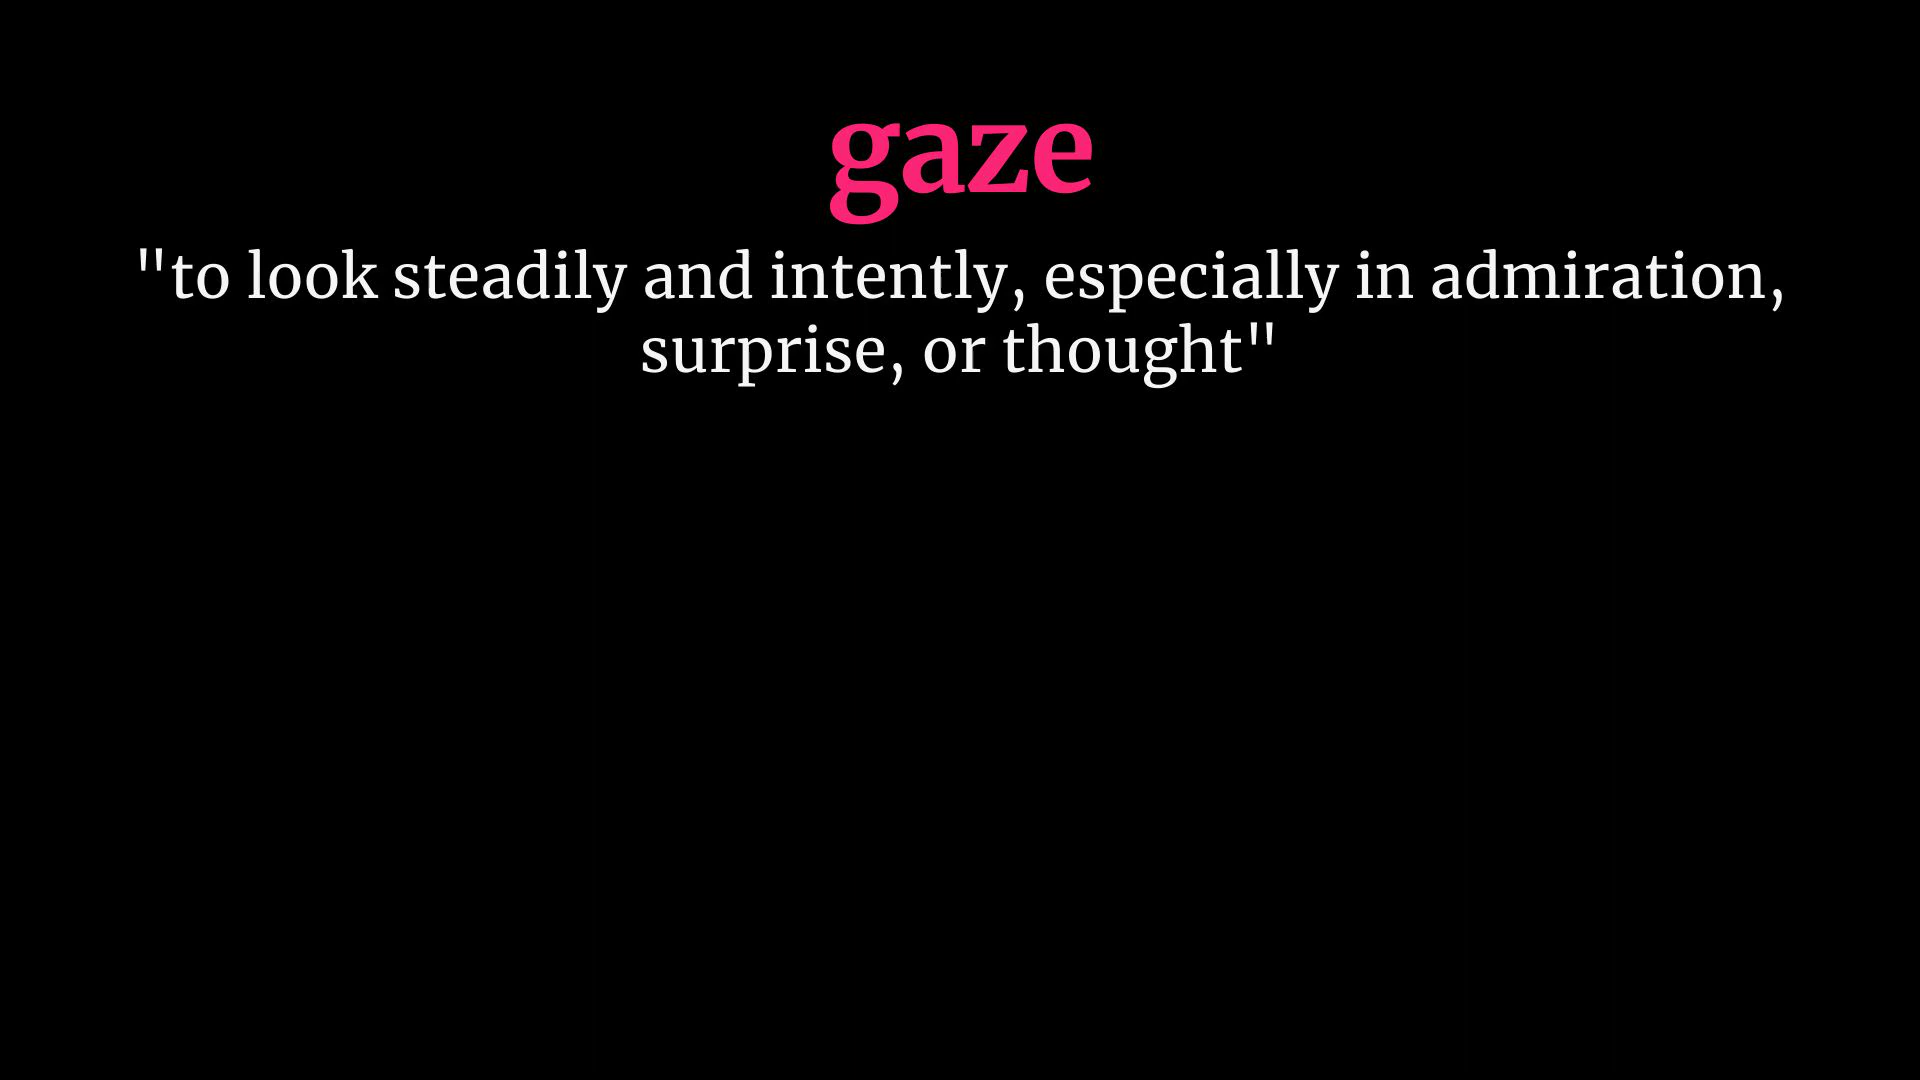 gaze
"to look steadily and intently, especially in admiration,
surprise, or thought"